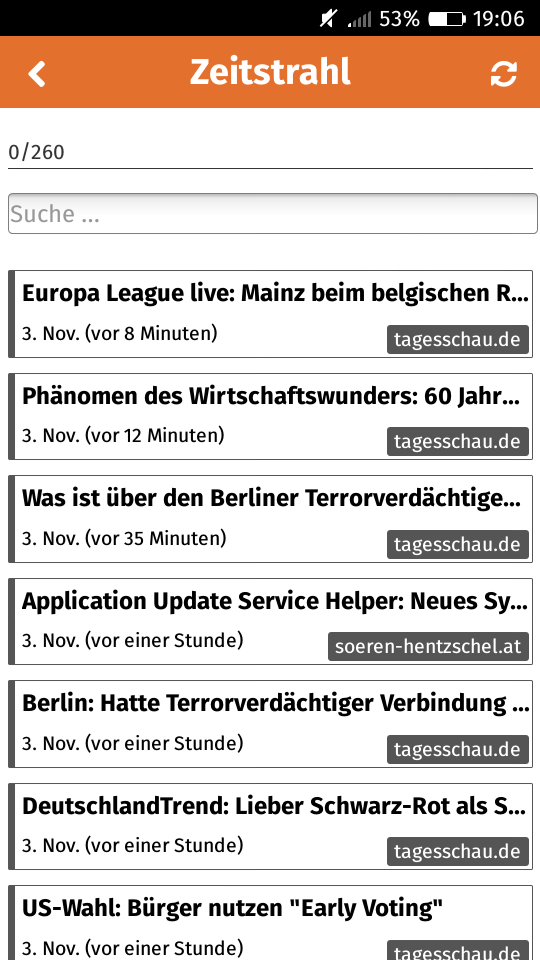 53% 19:06
Zeitstrahl
0/260
Suche ...
Europa League live: Mainz beim belgischen R...
3. Nov. (vor 8 Minuten)
tagesschau.de
Phänomen des Wirtschaftswunders: 60 Jahr...
3. Nov. (vor 12 Minuten)
tagesschau.de
Was ist über den Berliner Terrorverdächtige...
3. Nov. (vor 35 Minuten)
tagesschau.de
Application Update Service Helper: Neues Sy...
3. Nov. (vor einer Stunde)
soeren-hentzschel.at
Berlin: Hatte Terrorverdächtiger Verbindung ...
3. Nov. (vor einer Stunde)
tagesschau.de
DeutschlandTrend: Lieber Schwarz-Rot als S...
3. Nov. (vor einer Stunde)
tagesschau.de
US-Wahl: Bürger nutzen "Early Voting"
3. Nov. (vor einer Stunde)
tagesschau.de